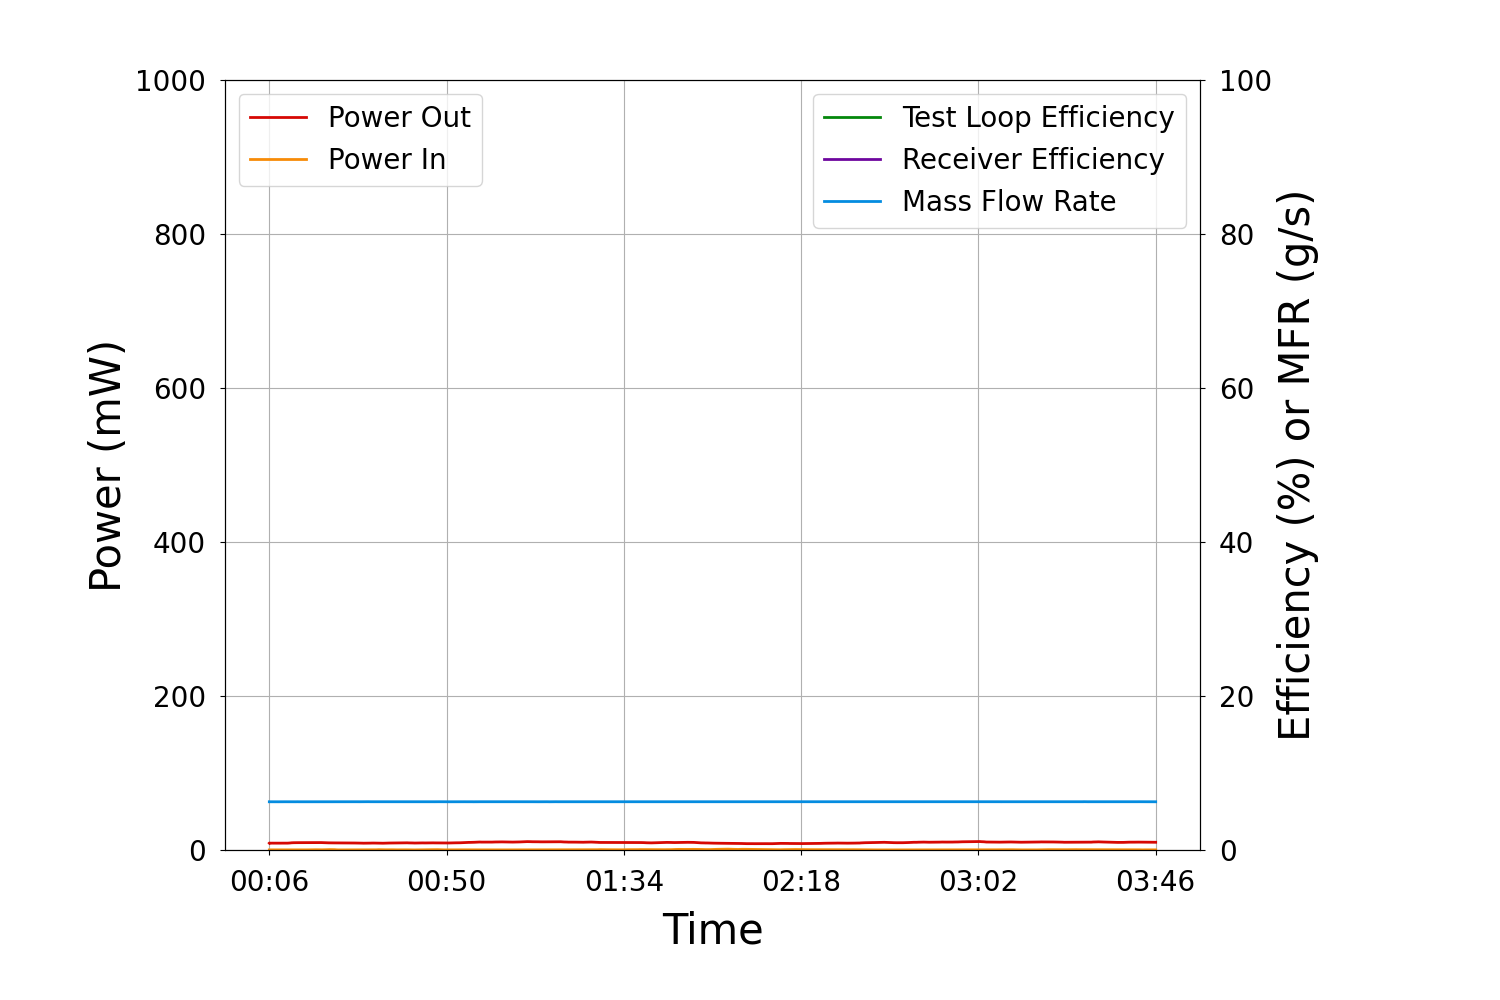 1000
800
600
400
200
0
Power (mW)
Power Out
Power In
Test Loop Efficiency
Receiver Efficiency
Mass Flow Rate
100
80
60
40
20
0
Efficiency (%) or MFR (g/s)
00:06 00:50 01:34 02:18 03:02 03:46
Time